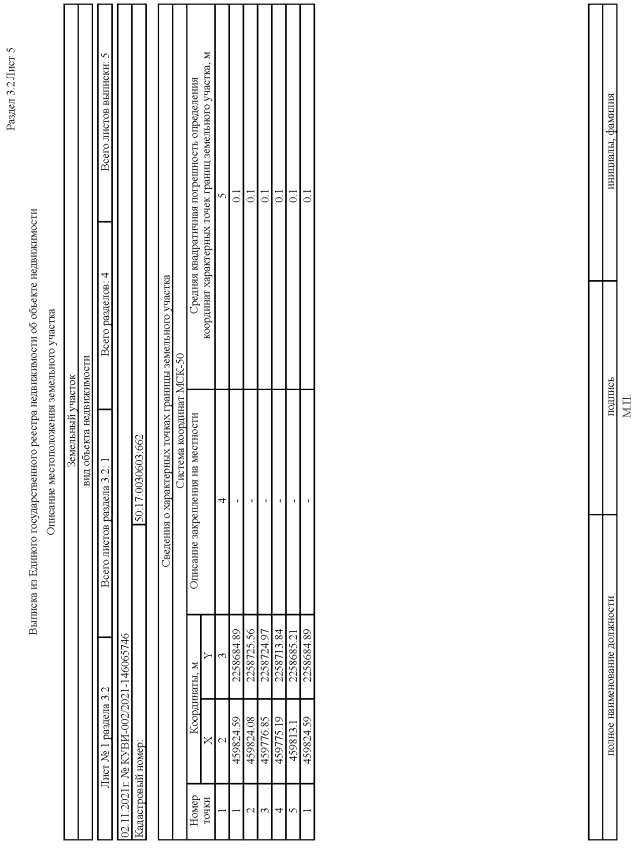 Раздел 3.2 Лист 5
Выписка из Единого государственного реестра недвижимости об объекте недвижимости
Описание местоположения земельного участка
Земельный участок
вид объекта недвижимости
Лист № 1 раздела 3.2 Всего листов раздела 3.2: 1 Всего разделов: 4 Всего листов выписки: 5
02.11.2021г. № КУВИ-002/2021-146065746
Кадастровый номер: 50:17:0030603:662
Сведения о характерных точках границы земельного участка
Система координат МСК-50
Номер точки Координаты, м Описание закрепления на местности Средняя квадратичная погрешность определения
координат характерных точек границ земельного участка, м
X Y
1 2 3 4 5
1 459824.59 2258684.89 - 0.1
2 459824.08 2258725.56 - 0.1
3 459776.85 2258724.97 - 0.1
4 459775.19 2258713.84 - 0.1
5 459813.1 2258685.21 - 0.1
1 459824.59 2258684.89 - 0.1
полное наименование должности подпись инициалы, фамилия
М.П.